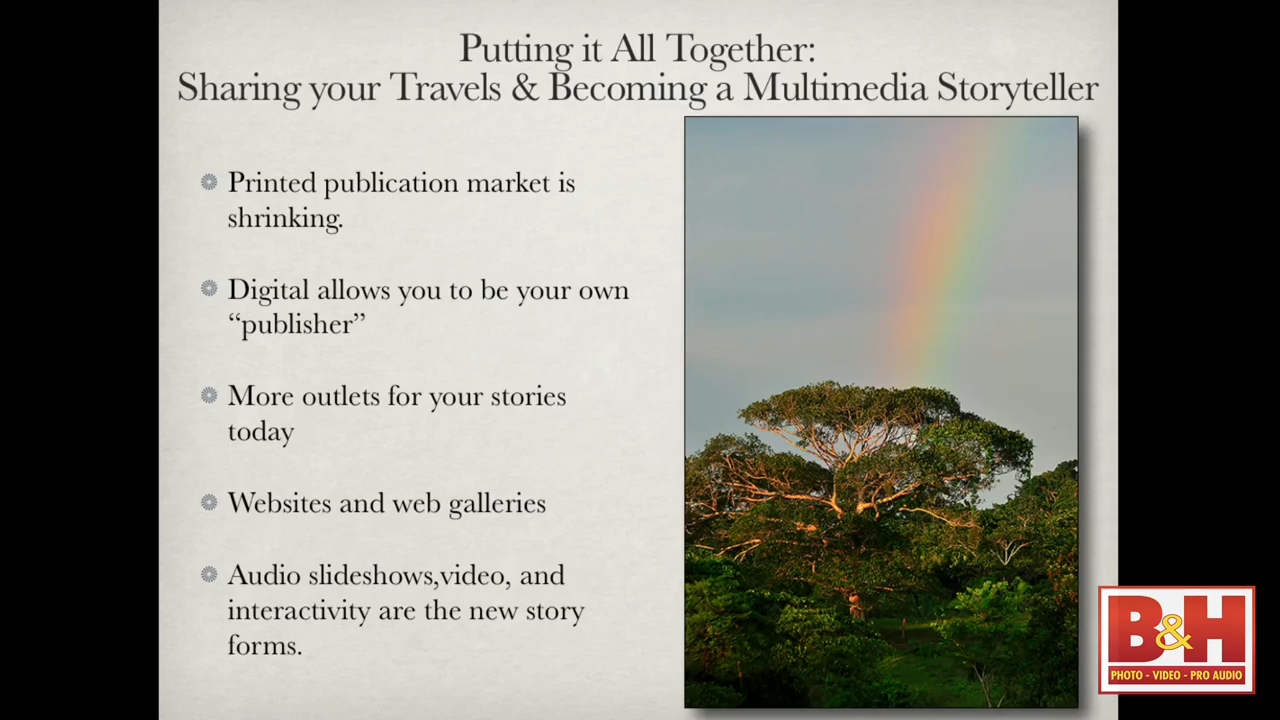 Putting it All Together:
Sharing your Travels & Becoming a Multimedia Storyteller
Printed publication market is
shrinking.
Digital allows you to be your own
“publisher”
More outlets for your stories
today
Websites and web galleries
Audio slideshows,video, and
interactivity are the new story
forms.
B&H
PHOTO - VIDEO - PRO AUDIO